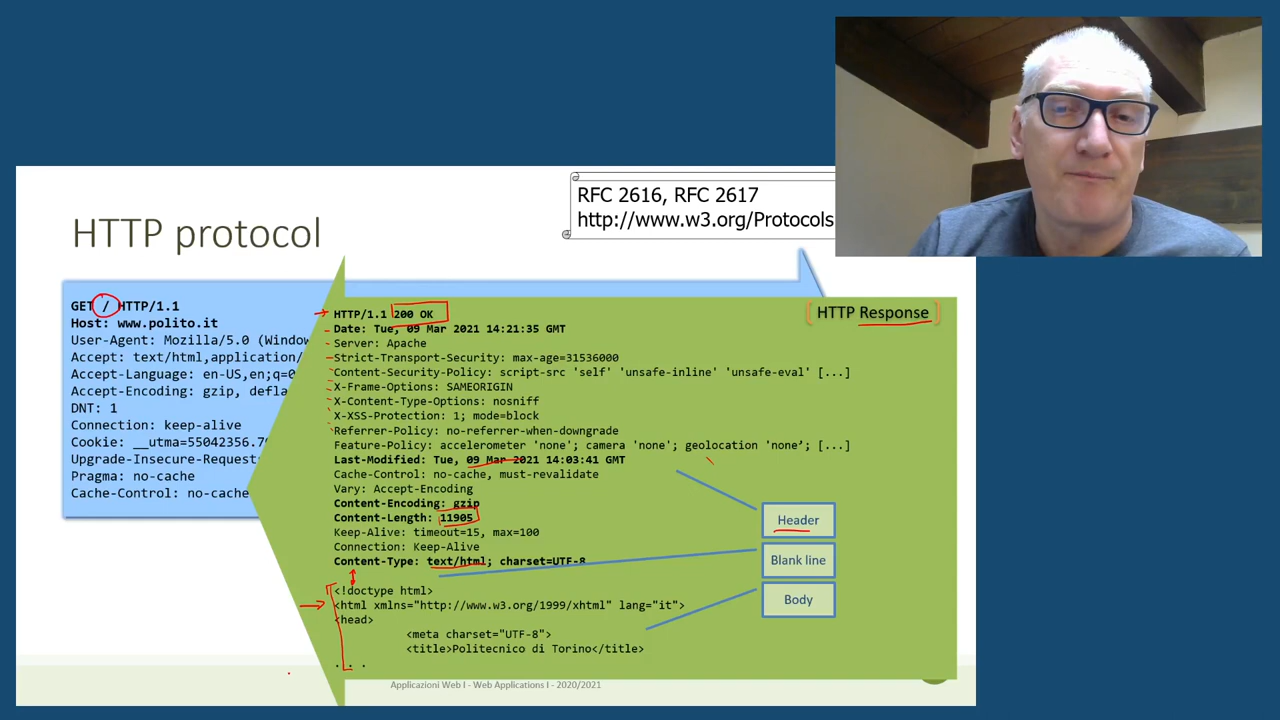 RFC 2616, RFC 2617
http://www.w3.org/Protocols
HTTP protocol
GET / HTTP/1.1
Host: www.polito.it
User-Agent: Mozilla/5.0 (Window
Accept: text/html,application/
Accept-Language: en-US,en;q=0
Accept-Encoding: gzip, defla
DNT: 1
Connection: keep-alive
Cookie: __utma=55042356.76
Upgrade-Insecure-Request
Pragma: no-cache
Cache-Control: no-cache
HTTP Response
HTTP/1.1 200 OK
Date: Tue, 09 Mar 2021 14:21:35 GMT
Server: Apache
Strict-Transport-Security: max-age=31536000
Content-Security-Policy: script-src 'self' 'unsafe-inline' 'unsafe-eval' [...]
X-Frame-Options: SAMEORIGIN
X-Content-Type-Options: nosniff
X-XSS-Protection: 1; mode=block
Referrer-Policy: no-referrer-when-downgrade
Feature-Policy: accelerometer 'none'; camera 'none'; geolocation 'none’; [...]
Last-Modified: Tue, 09 Mar 2021 14:03:41 GMT
Cache-Control: no-cache, must-revalidate
Vary: Accept-Encoding
Content-Encoding: gzip
Content-Length: 11905
Keep-Alive: timeout=15, max=100
Connection: Keep-Alive
Content-Type: text/html; charset=UTF-8
<!doctype html>
<html xmlns="http://www.w3.org/1999/xhtml" lang="it">
<head>
<meta charset="UTF-8">
<title>Politecnico di Torino</title>
. . .
Header
Blank line
Body
Applicazioni Web I - Web Applications I - 2020/2021